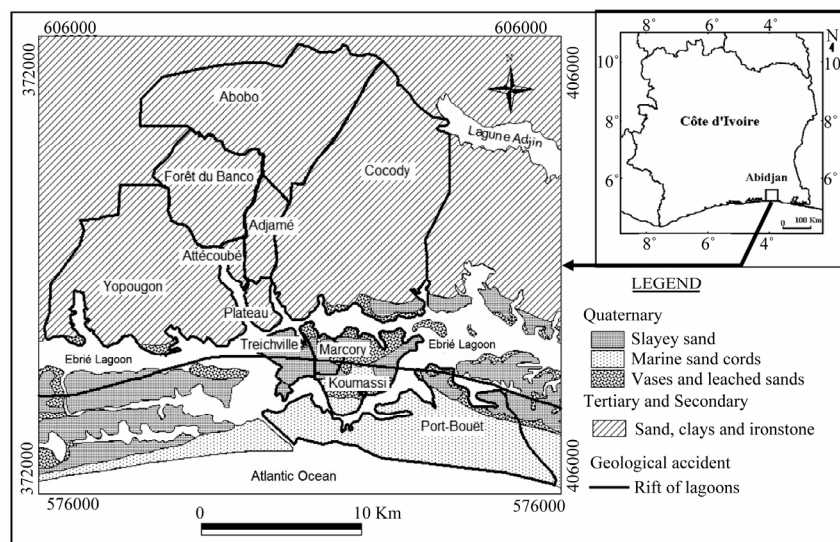 606000
606000
372000
406000
N
Abobo
Lagune Adjin
Forêt du Banco
Cocody
Adjamé
Attécoubé
Yopougon
Plateau
Treichville
Marcory
Ebrié Lagoon
Ebrié Lagoon
Koumassi
Port-Bouët
Atlantic Ocean
372000
406000
576000
576000
0
10 Km
8°
6°
4°
N
10°
10
8°
8°
Côte d'Ivoire
6°
6°
Abidjan
0 100 Km
8°
6°
4°
LEGEND
Quaternary
Slayey sand
Marine sand cords
Vases and leached sands
Tertiary and Secondary
Sand, clays and ironstone
Geological accident
Rift of lagoons